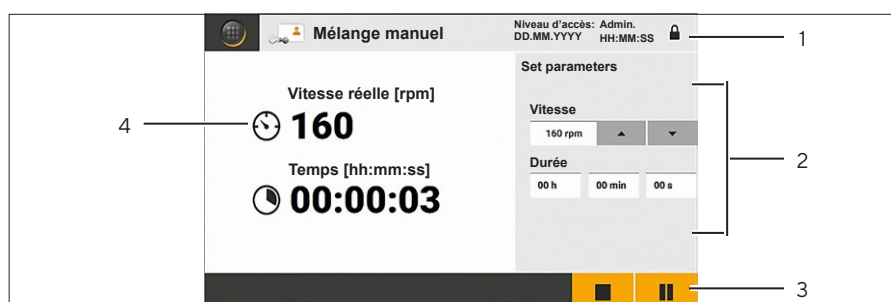 Mélange manuel
Niveau d'accès: Admin.
DD.MM.YYYY HH:MM:SS
1
Set parameters
Vitesse réelle [rpm]
160
4
Vitesse
160 rpm
2
Durée
00 h 00 min 00 s
Temps [hh:mm:ss]
00:00:03
3